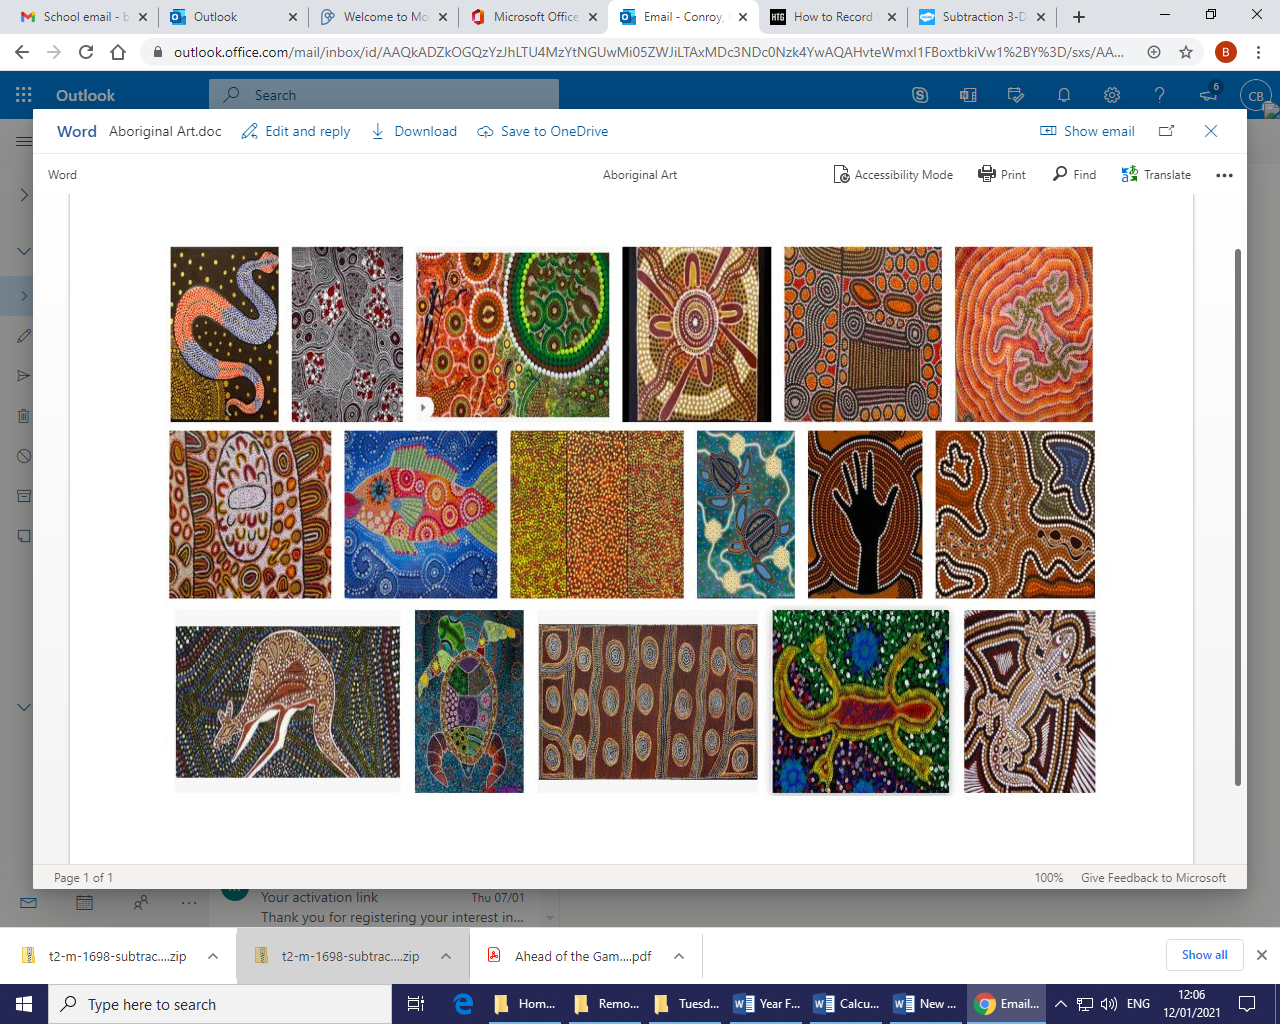 School email - b
Outlook
Welcome to Mo
Microsoft Office
Email - Conroy,
HTG How to Record
Subtraction 3-D
outlook.office.com/mail/inbox/id/AAQkADZkOGQzYzJhLTU4MzYtNGUwMi05ZWJiLTAxMDc3NDc0Nzk4YwAQAHvteWmxI1FBoxtbkiVw1%2BY%3D/sxs/AA...
B
Outlook
Search
6
CB
Word Aboriginal Art.doc Edit and reply Download Save to OneDrive Show email
Word Aboriginal Art Accessibility Mode Print Find Translate
Page 1 of 1 100% Give Feedback to Microsoft
Your activation link Thu 07/01
Thank you for registering your interest in...
t2-m-1698-subtrac....zip t2-m-1698-subtrac....zip Ahead of the Gam....pdf Show all
Type here to search Hom... Remo... Tuesd... Year F... Calcu... New ... Email... ENG
12:06
12/01/2021